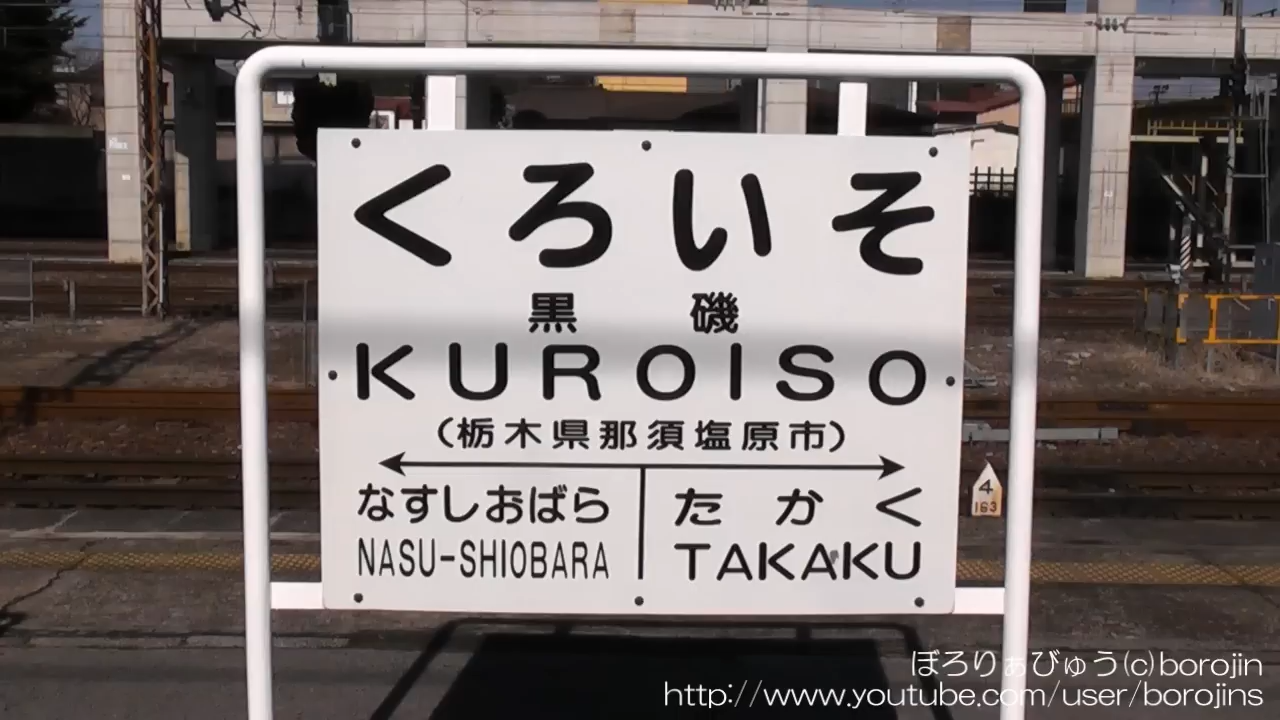 くろいそ
黒磯
KUROISO
(栃木県那須塩原市)
なすしおばら たかく
NASU-SHIOBARA TAKAKU
4
163
ぼろりぁびゅう(c)borojin
http://www.youtube.com/user/borojins